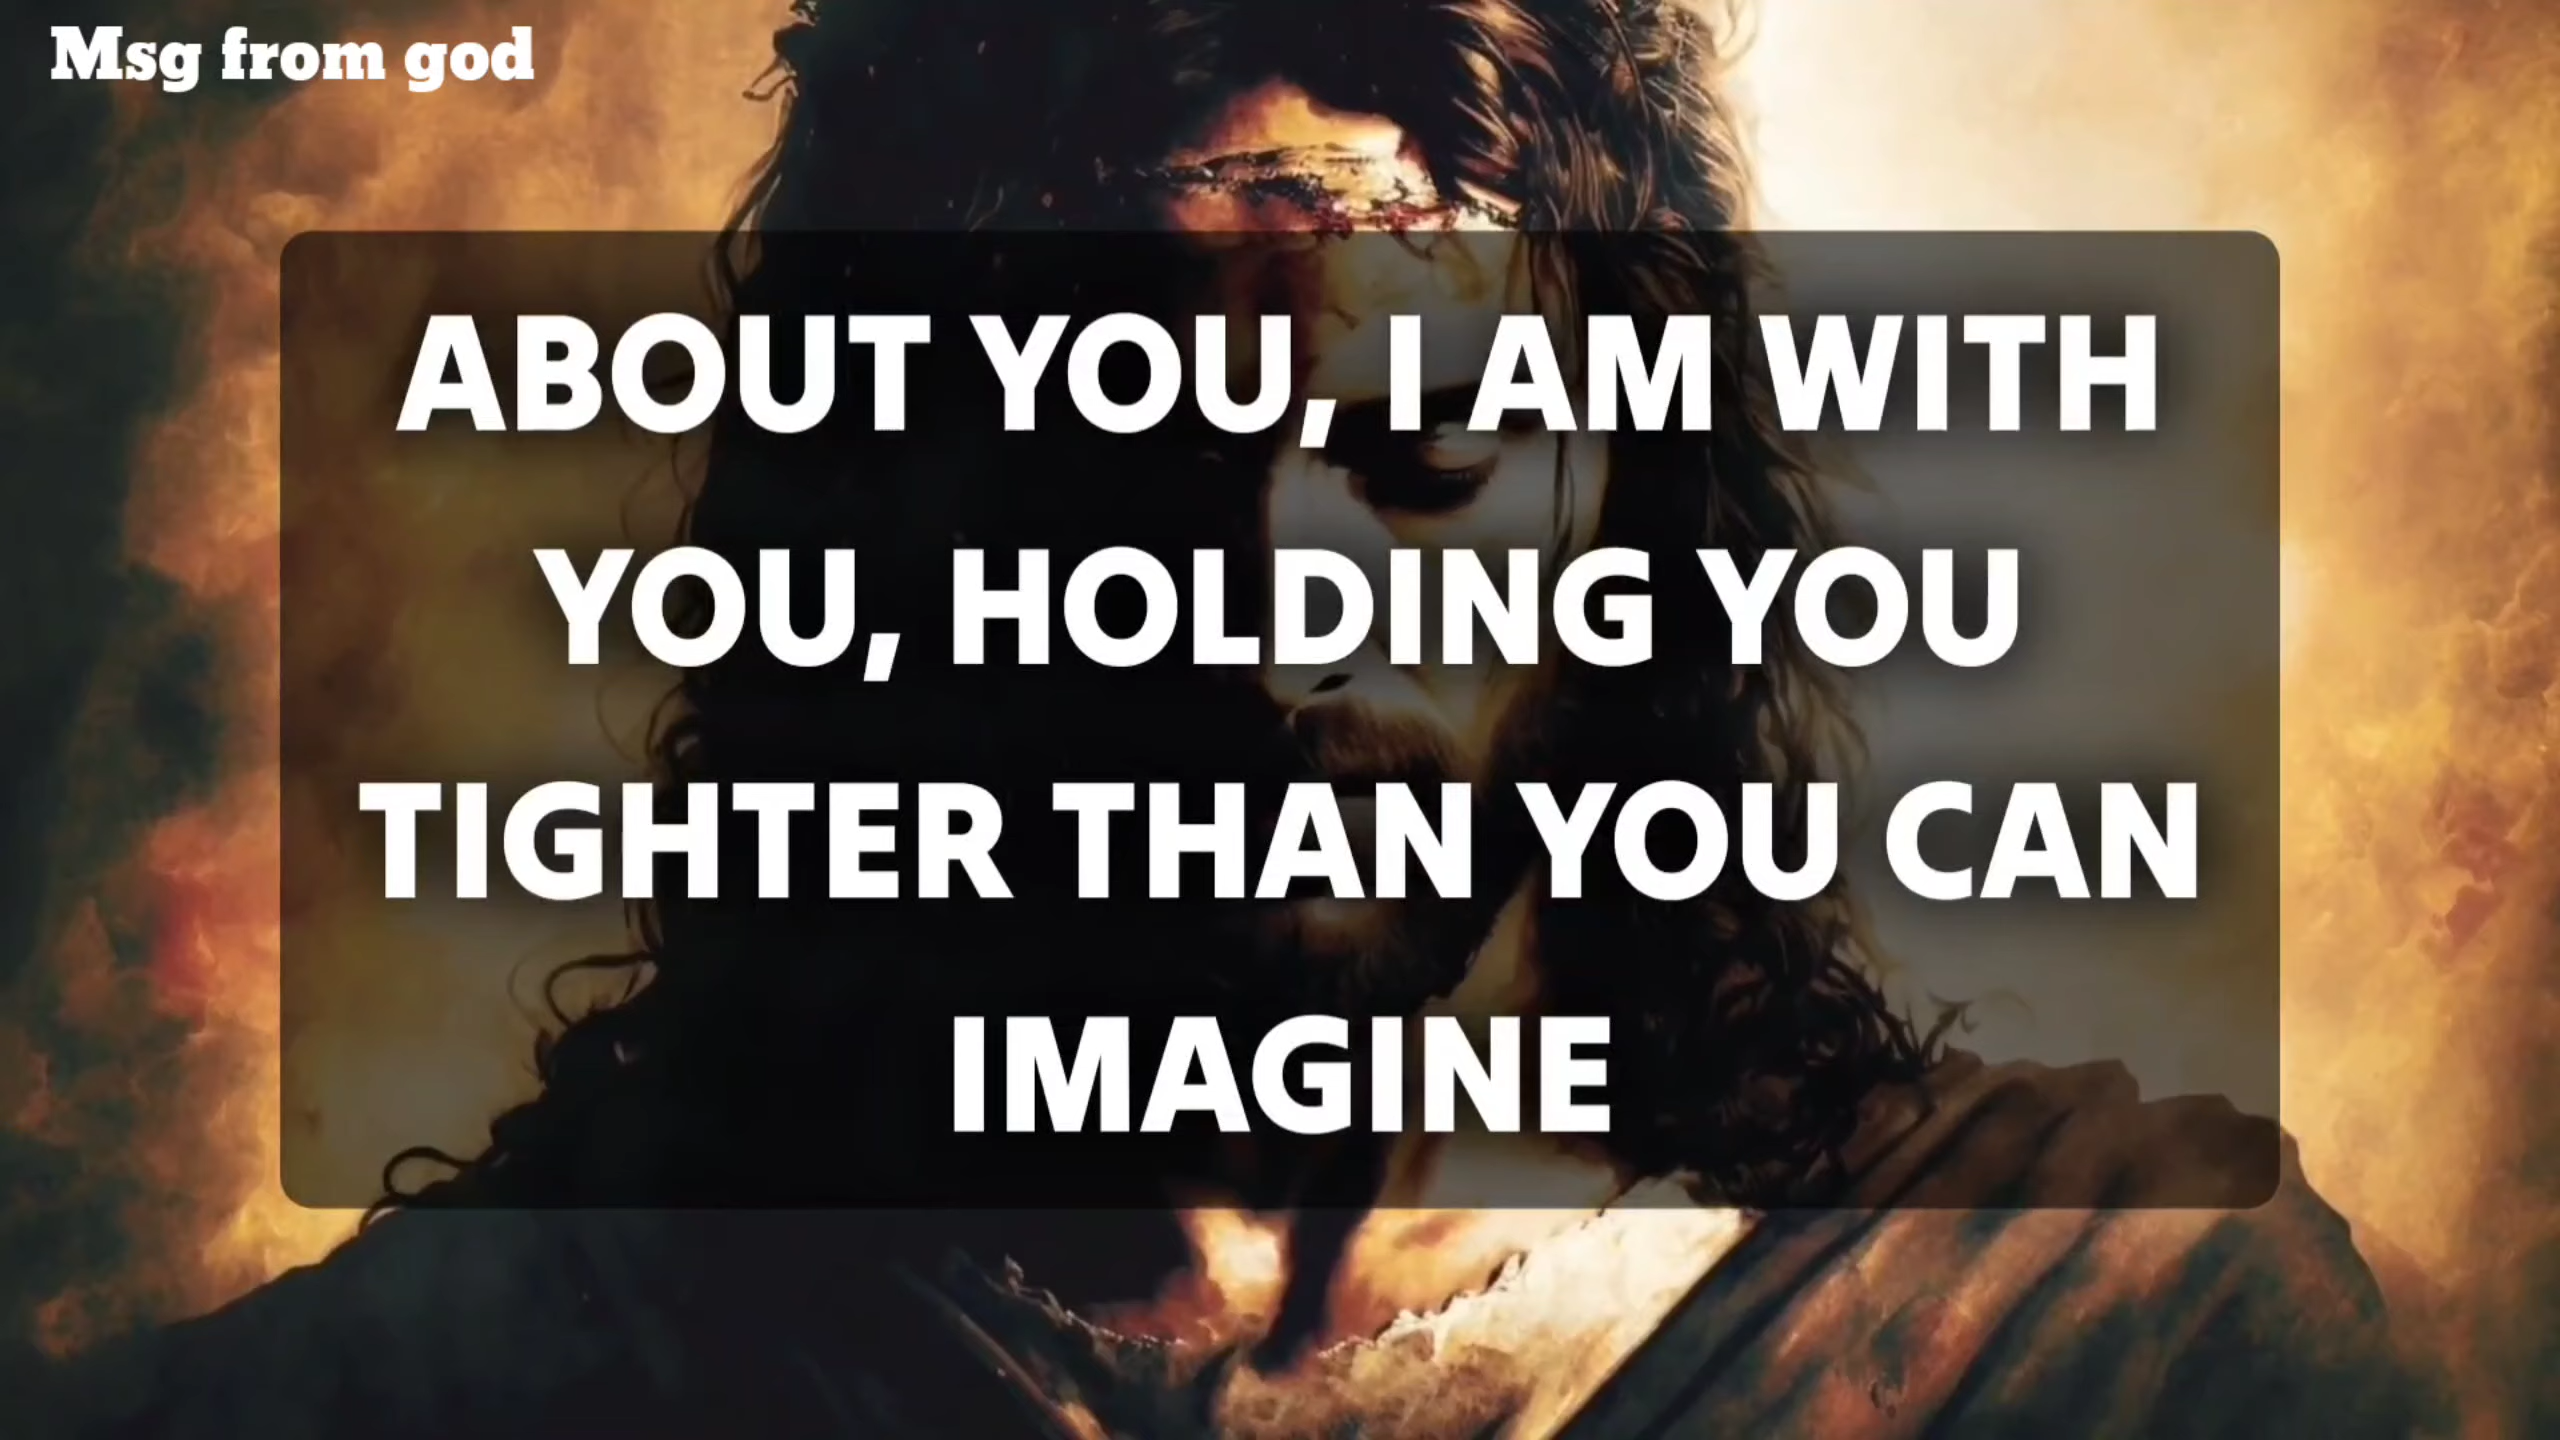 Msg from god
ABOUT YOU, I AM WITH
YOU, HOLDING YOU
TIGHTER THAN YOU CAN
IMAGINE